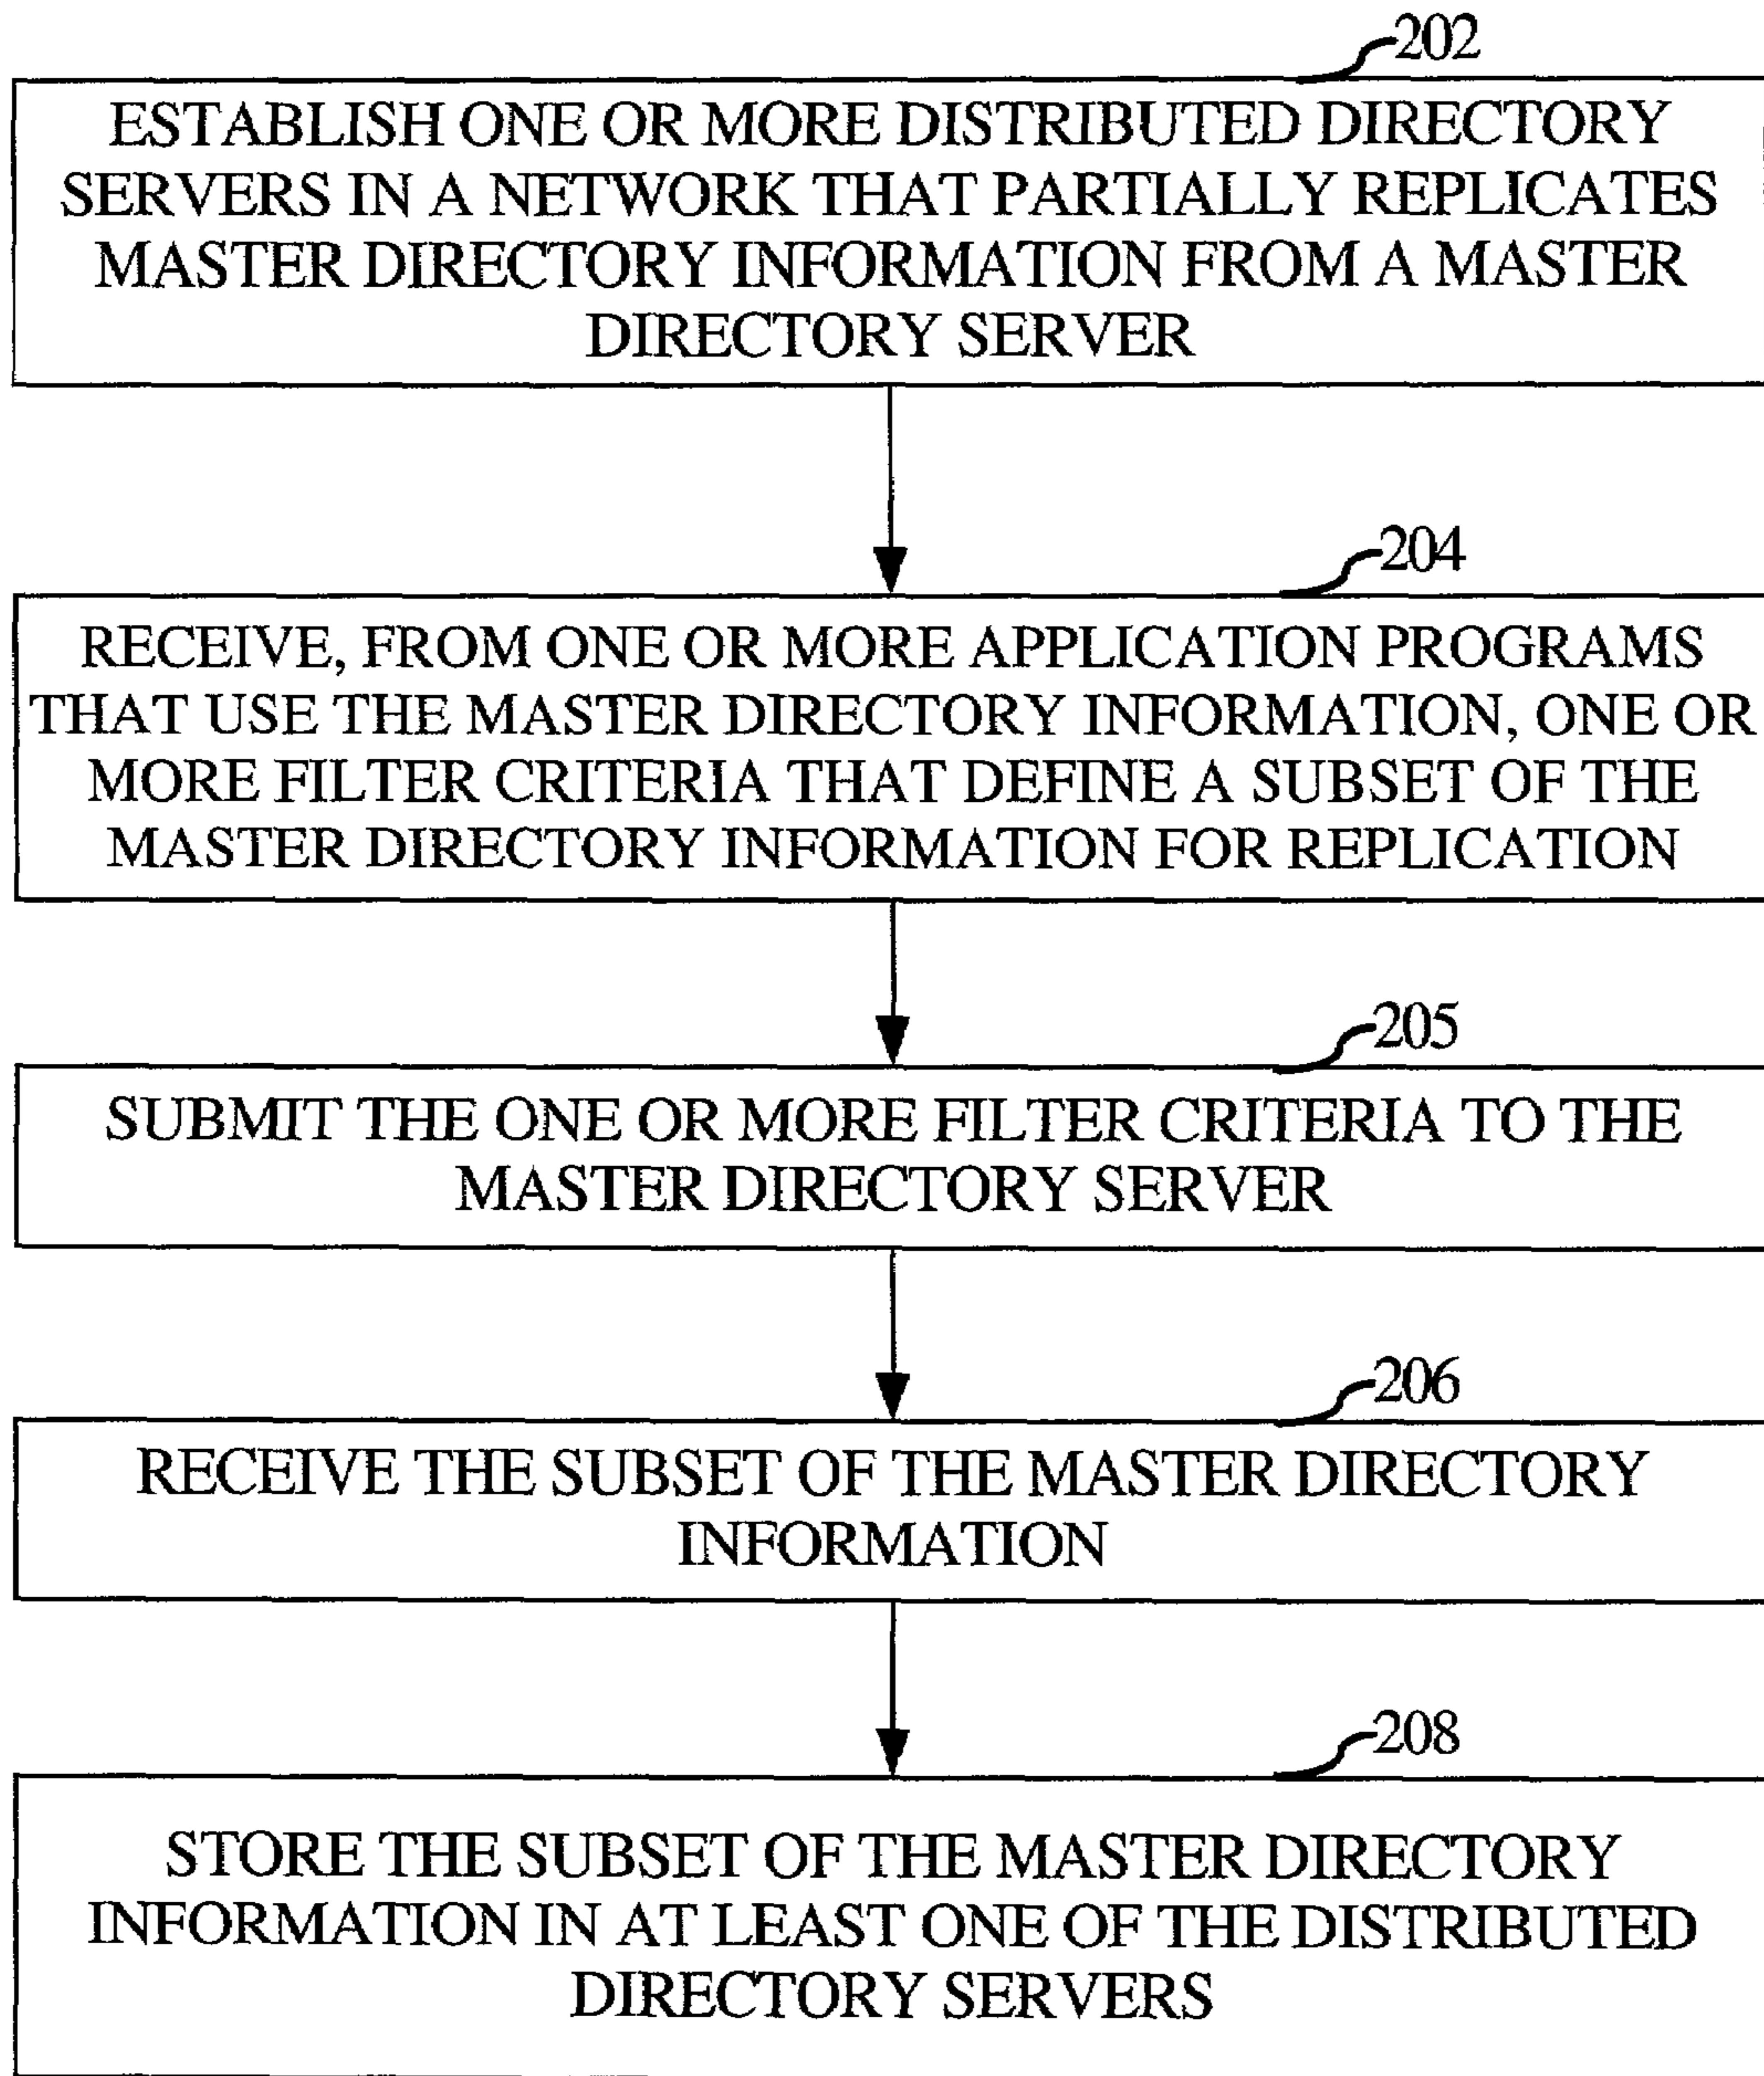 202
ESTABLISH ONE OR MORE DISTRIBUTED DIRECTORY
SERVERS IN A NETWORK THAT PARTIALLY REPLICATES
MASTER DIRECTORY INFORMATION FROM A MASTER
DIRECTORY SERVER
204
RECEIVE, FROM ONE OR MORE APPLICATION PROGRAMS
THAT USE THE MASTER DIRECTORY INFORMATION, ONE OR
MORE FILTER CRITERIA THAT DEFINE A SUBSET OF THE
MASTER DIRECTORY INFORMATION FOR REPLICATION
205
SUBMIT THE ONE OR MORE FILTER CRITERIA TO THE
MASTER DIRECTORY SERVER
206
RECEIVE THE SUBSET OF THE MASTER DIRECTORY
INFORMATION
208
STORE THE SUBSET OF THE MASTER DIRECTORY
INFORMATION IN AT LEAST ONE OF THE DISTRIBUTED
DIRECTORY SERVERS